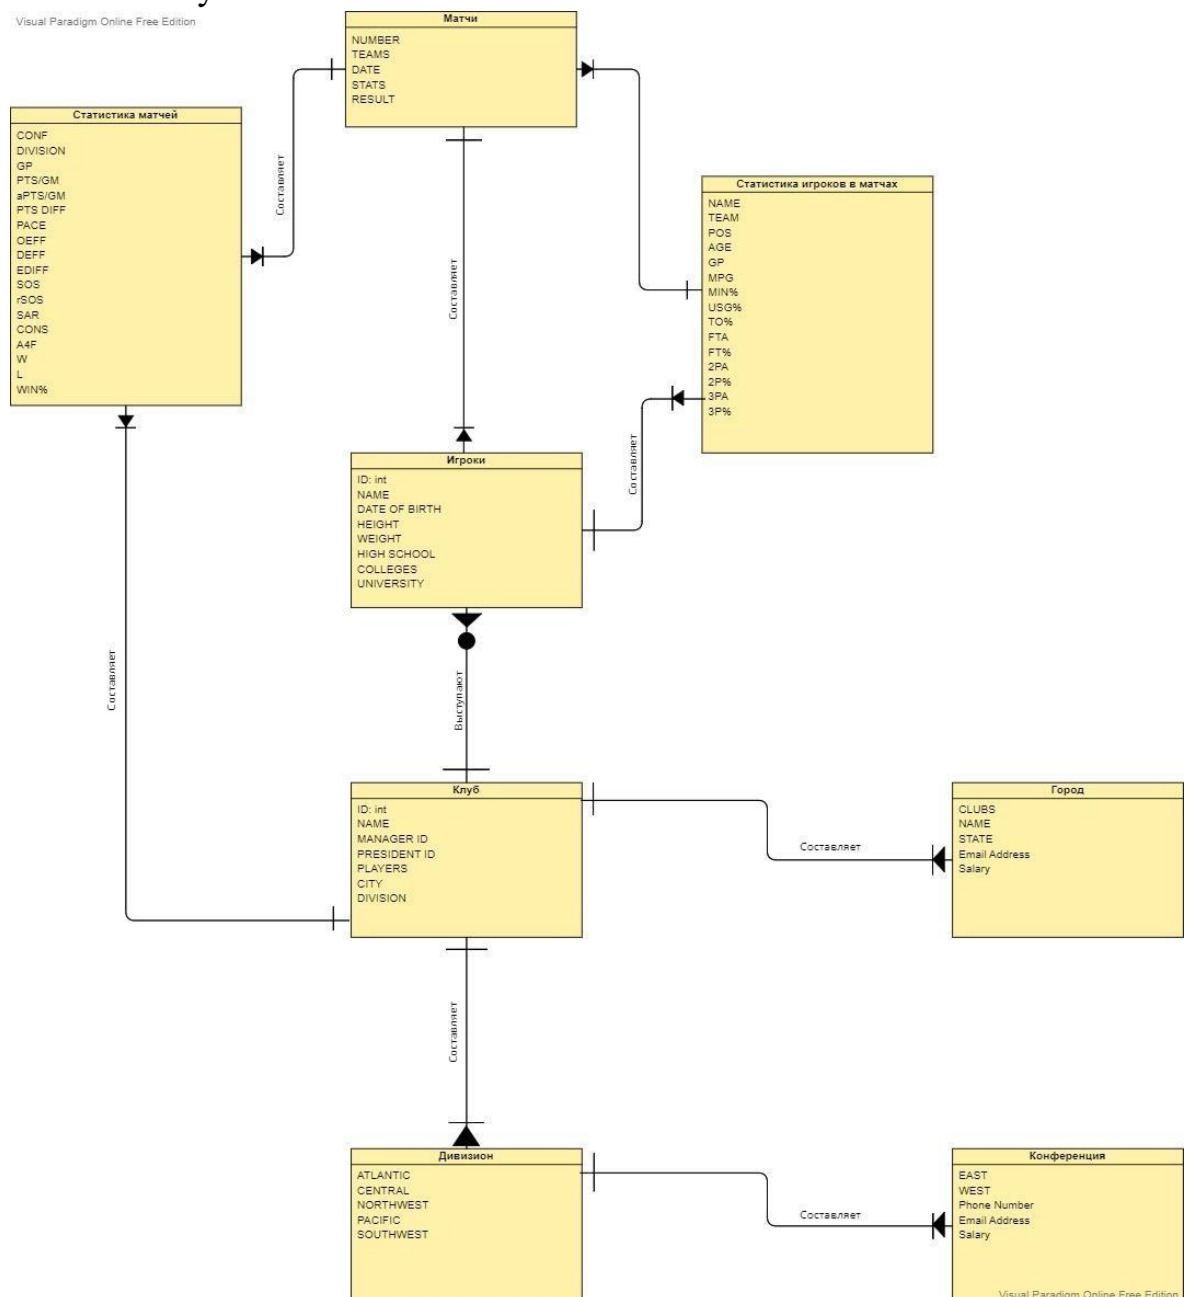 Visual Paradigm Online Free Edition
Матчи
NUMBER
TEAMS
DATE
STATS
RESULT
Статистика матчей
CONF
DIVISION
GP
PTS/GM
aPTS/GM
PTS DIFF
PACE
OEFF
DEFF
EDIFF
SOS
rSOS
SAR
CONS
A4F
W
L
WIN%
Составляет
Статистика игроков в матчах
NAME
TEAM
POS
AGE
GP
MPG
MIN%
USG%
TO%
FTA
FT%
2PA
2P%
3PA
3P%
Составляет
Составляет
Игроки
ID: int
NAME
DATE OF BIRTH
HEIGHT
WEIGHT
HIGH SCHOOL
COLLEGES
UNIVERSITY
Составляет
Выступают
Клуб
ID: int
NAME
MANAGER ID
PRESIDENT ID
PLAYERS
CITY
DIVISION
Составляет
Город
CLUBS
NAME
STATE
Email Address
Salary
Составляет
Дивизион
ATLANTIC
CENTRAL
NORTHWEST
PACIFIC
SOUTHWEST
Составляет
Конференция
EAST
WEST
Phone Number
Email Address
Salary
Visual Paradigm Online Free Edition